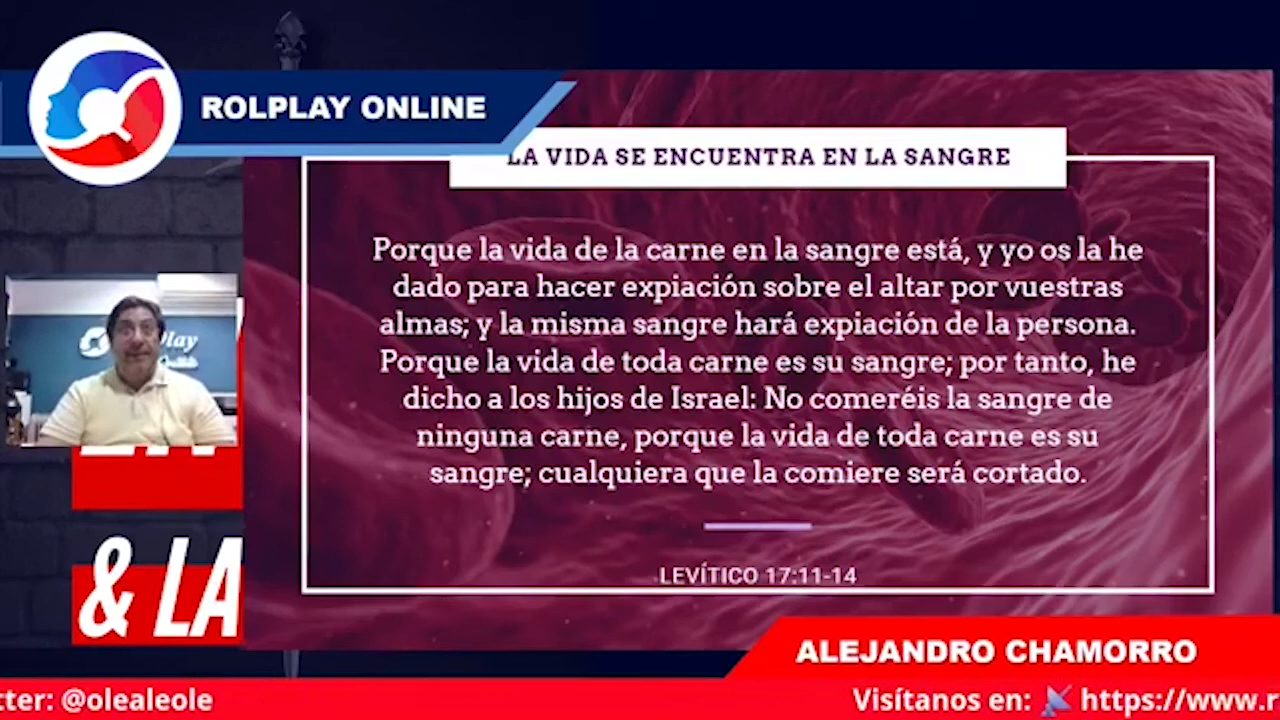 ROLPLAY ONLINE
LA VIDA SE ENCUENTRA EN LA SANGRE
Porque la vida de la carne en la sangre está, y yo os la he
dado para hacer expiación sobre el altar por vuestras
almas; y la misma sangre hará expiación de la persona.
Porque la vida de toda carne es su sangre; por tanto, he
dicho a los hijos de Israel: No comeréis la sangre de
ninguna carne, porque la vida de toda carne es su
sangre; cualquiera que la comiere será cortado.
LEVÍTICO 17:11-14
& LA
ALEJANDRO CHAMORRO
@olealeole
Visítanos en: https://www.r